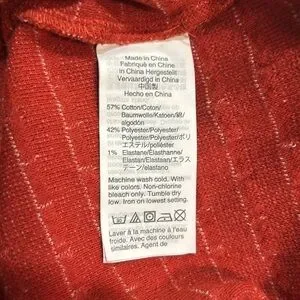 Made in China
Fabriqué en Chine
In China Hergestellt
Vervaardigd in China
中国製
Hecho en China
57% Cotton/Coton/
Baumwolle/Katoen/綿/
algodón
42% Polyester/Polyester/
Polyester/Polyester/ポリ
エステル/poliéster
1% Elastane/Elasthanne/
Elastan/Elastaan/エラス
テーン/elastano
Machine wash cold. With
like colors. Non-chlorine
bleach only. Tumble dry
low. Iron on lowest setting.
Laver à la machine à l'eau
froide. Avec des couleurs
similaires. Agent de